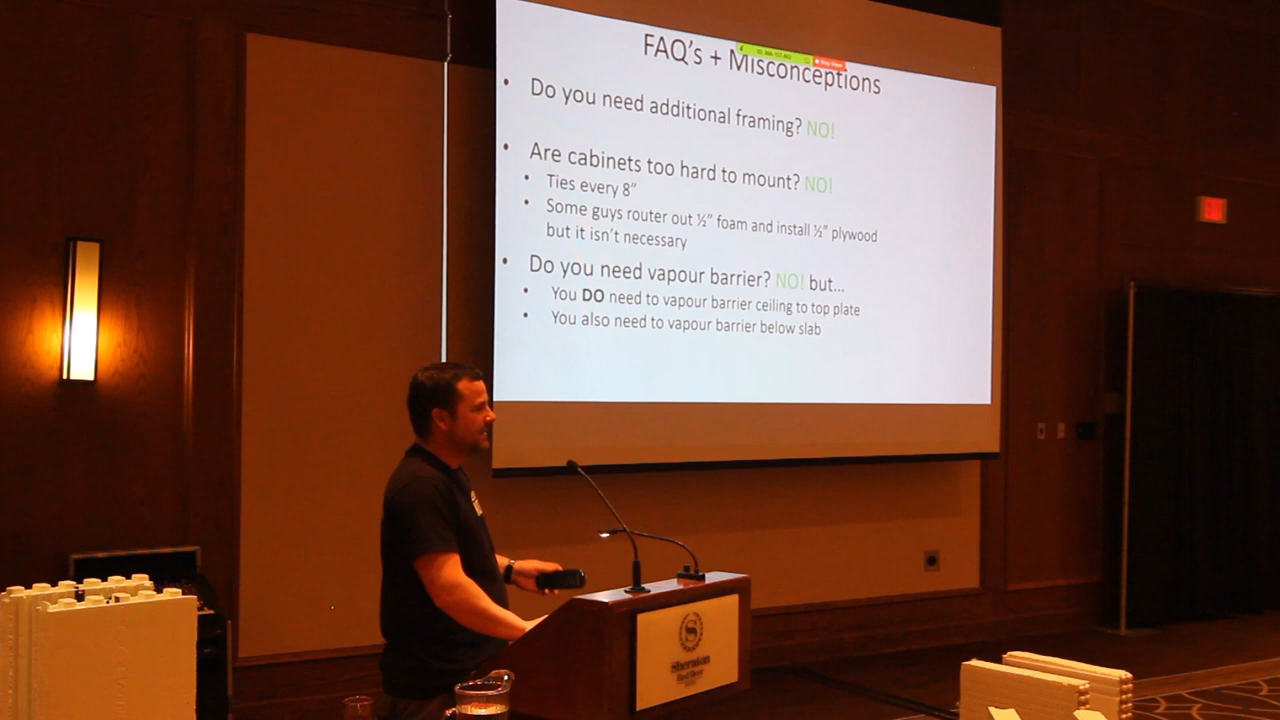 FAQ's + Misconceptions
• Do you need additional framing? NO!
• Are cabinets too hard to mount? NO!
• Ties every 8"
• Some guys router out ½" foam and install ½" plywood
but it isn't necessary
• Do you need vapour barrier? NO! but...
• You DO need to vapour barrier ceiling to top plate
• You also need to vapour barrier below slab
EXIT
S
Sheraton
Red Deer